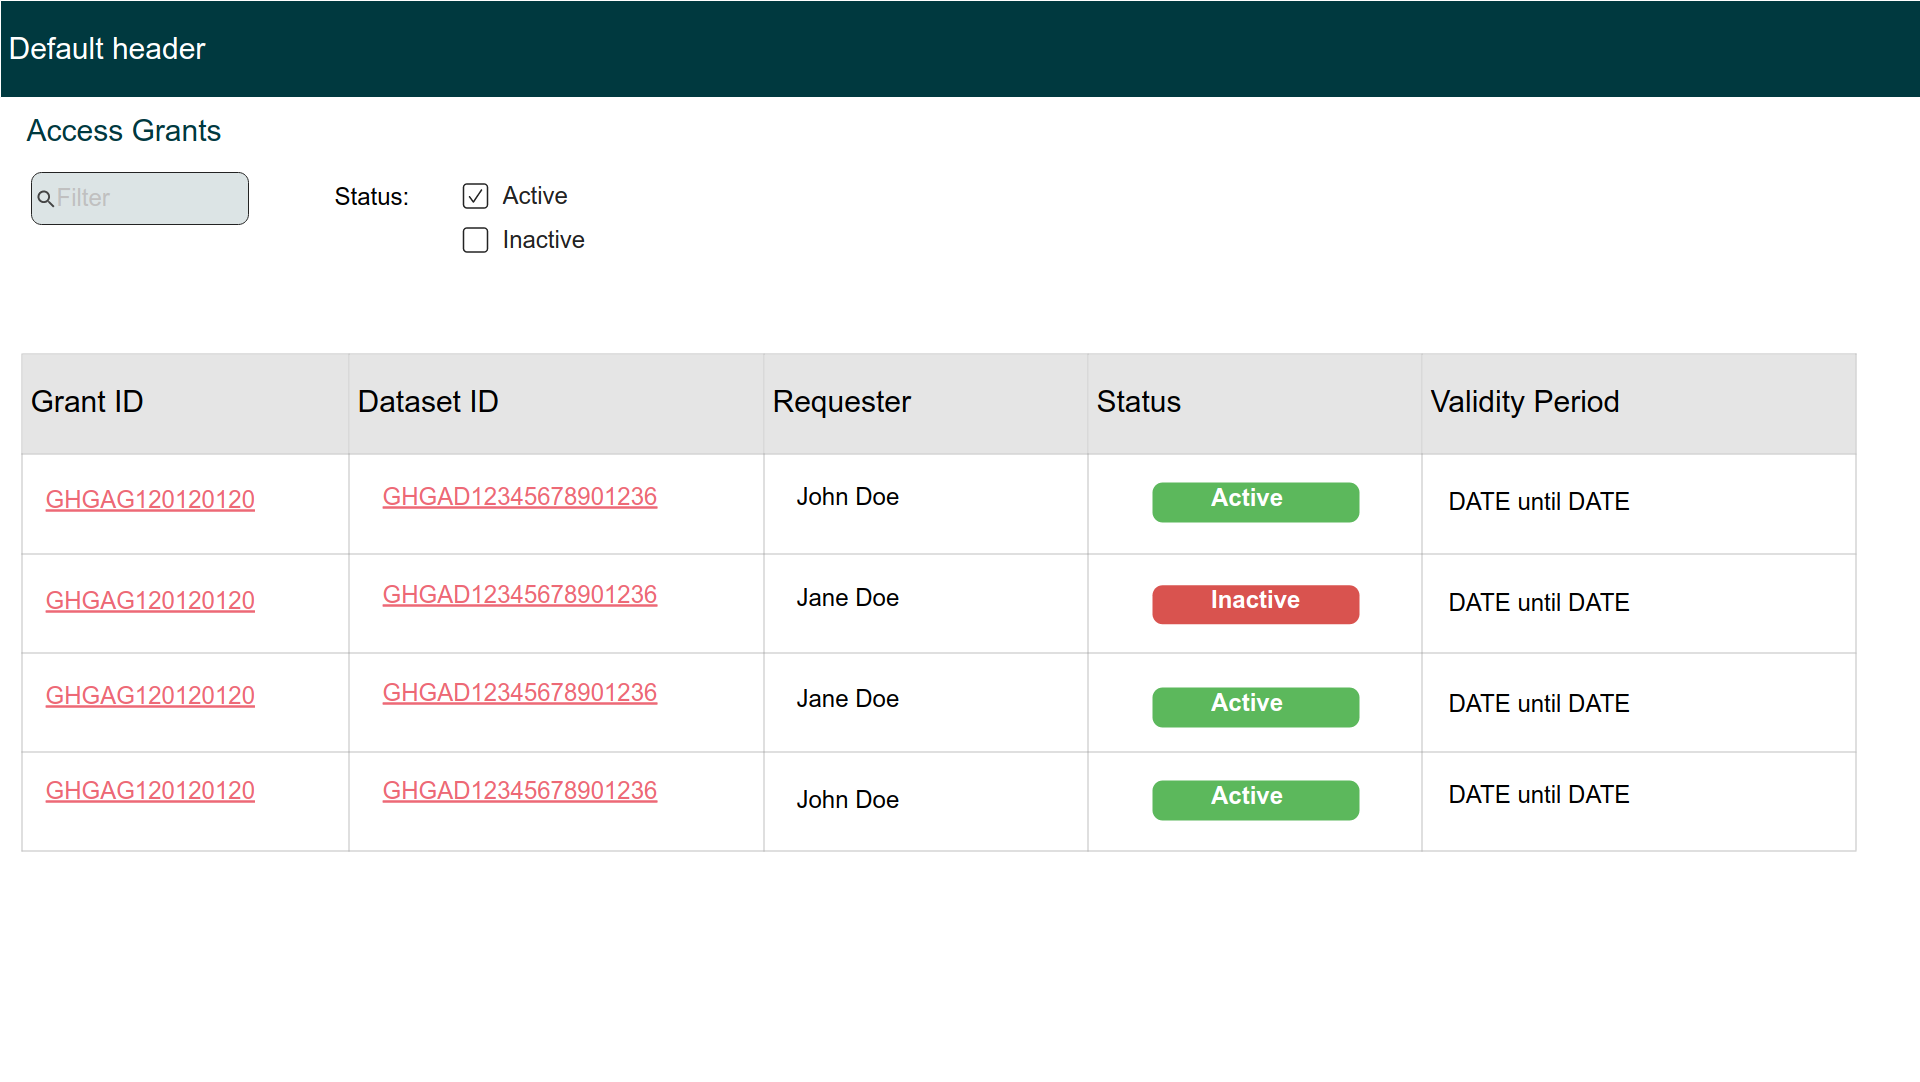 Default header
Access Grants
Filter
Status:
Active
Inactive
Grant ID Dataset ID Requester Status Validity Period
GHGAG120120120 GHGAD12345678901236 John Doe Active DATE until DATE
GHGAG120120120 GHGAD12345678901236 Jane Doe Inactive DATE until DATE
GHGAG120120120 GHGAD12345678901236 Jane Doe Active DATE until DATE
GHGAG120120120 GHGAD12345678901236 John Doe Active DATE until DATE